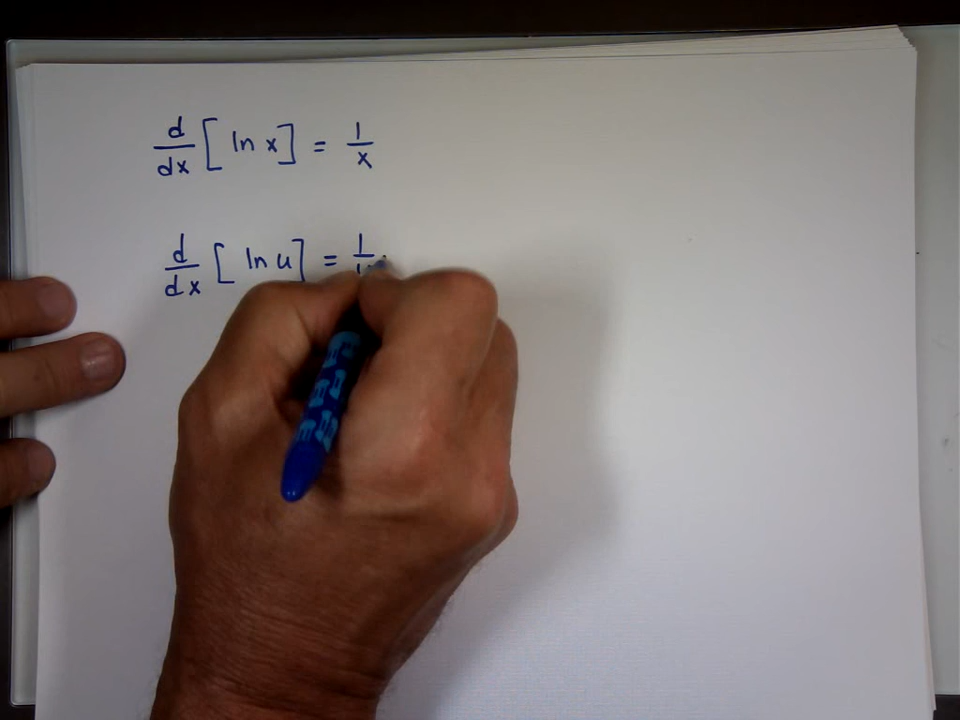 d/dx [ ln x ] = 1/x
d/dx [ ln u ] = 1/